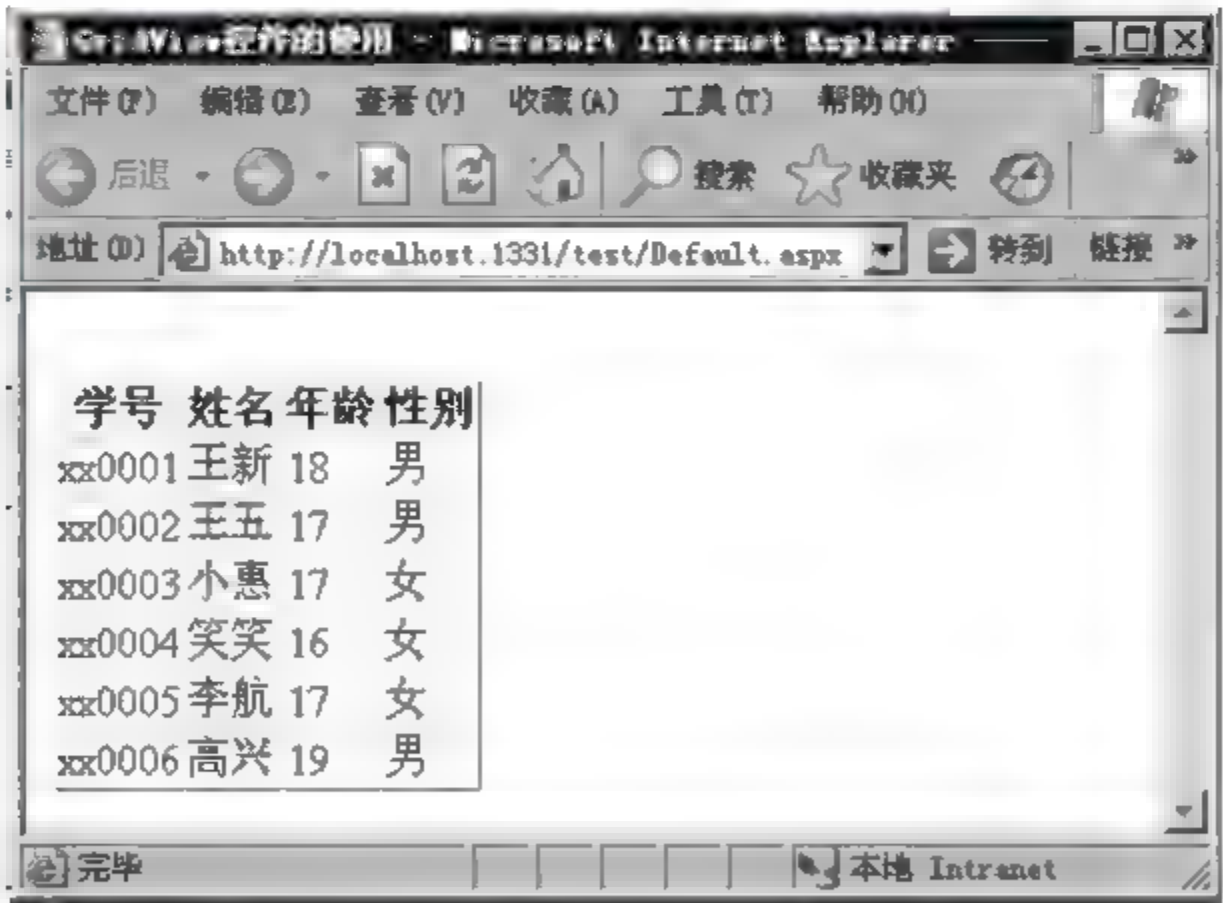 GridView控件的使用 - Microsoft Internet Explorer
文件(F) 编辑(E) 查看(V) 收藏(A) 工具(T) 帮助(H)
后退 搜索 收藏夹
地址(D) http://localhost:1331/test/Default.aspx 转到 链接
学号 姓名 年龄 性别
xx0001 王新 18 男
xx0002 王五 17 男
xx0003 小惠 17 女
xx0004 笑笑 16 女
xx0005 李航 17 女
xx0006 高兴 19 男
完毕 本地 Intranet